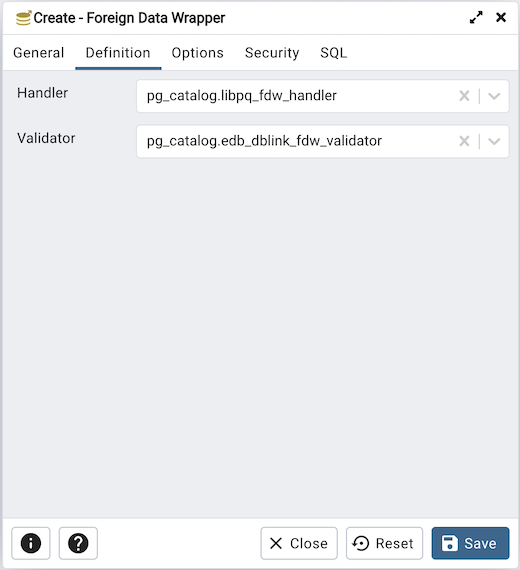 Create - Foreign Data Wrapper
General Definition Options Security SQL
Handler pg_catalog.libpq_fdw_handler
Validator pg_catalog.edb_dblink_fdw_validator
Close Reset Save